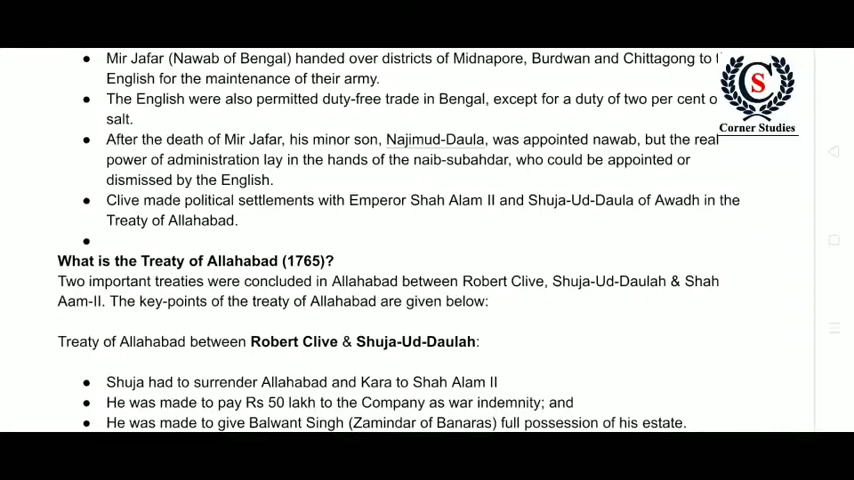 Mir Jafar (Nawab of Bengal) handed over districts of Midnapore, Burdwan and Chittagong to
English for the maintenance of their army.
The English were also permitted duty-free trade in Bengal, except for a duty of two per cent
salt.
After the death of Mir Jafar, his minor son, Najimud-Daula, was appointed nawab, but the real
power of administration lay in the hands of the naib-subahdar, who could be appointed or
dismissed by the English.
Clive made political settlements with Emperor Shah Alam II and Shuja-Ud-Daula of Awadh in the
Treaty of Allahabad.
What is the Treaty of Allahabad (1765)?
Two important treaties were concluded in Allahabad between Robert Clive, Shuja-Ud-Daulah & Shah
Aam-II. The key-points of the treaty of Allahabad are given below:
Treaty of Allahabad between Robert Clive & Shuja-Ud-Daulah:
Shuja had to surrender Allahabad and Kara to Shah Alam II
He was made to pay Rs 50 lakh to the Company as war indemnity; and
He was made to give Balwant Singh (Zamindar of Banaras) full possession of his estate.
CS
Corner Studies